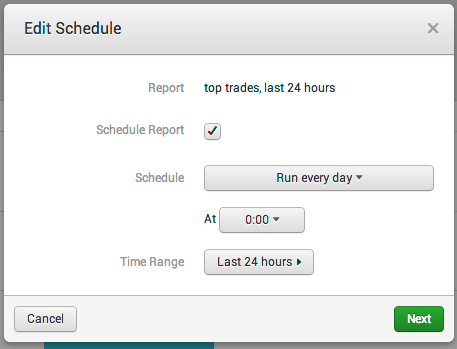 Edit Schedule ×
Report top trades, last 24 hours
Schedule Report
Schedule Run every day
At 0:00
Time Range Last 24 hours
Cancel Next